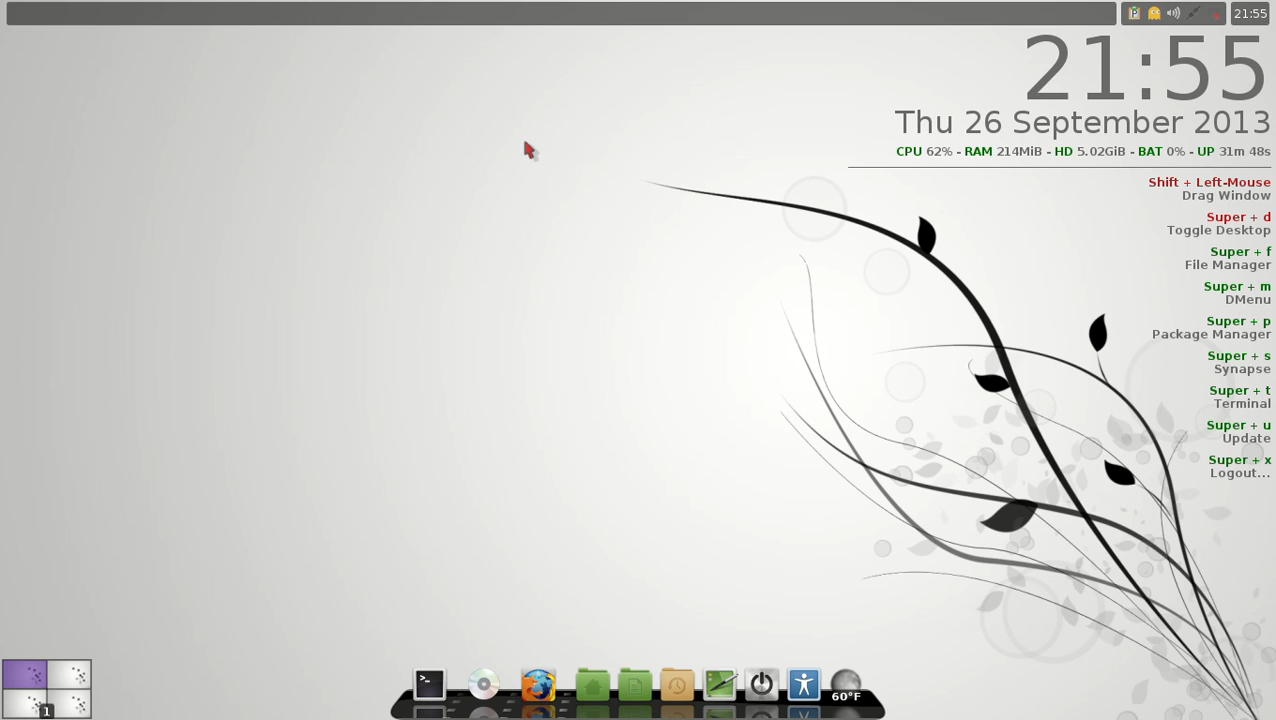 21:55
21:55
Thu 26 September 2013
CPU 62% - RAM 214MiB - HD 5.02GiB - BAT 0% - UP 31m 48s
Shift + Left-Mouse
Drag Window
Super + d
Toggle Desktop
Super + f
File Manager
Super + m
DMenu
Super + p
Package Manager
Super + s
Synapse
Super + t
Terminal
Super + u
Update
Super + x
Logout...
>_
60°F
1